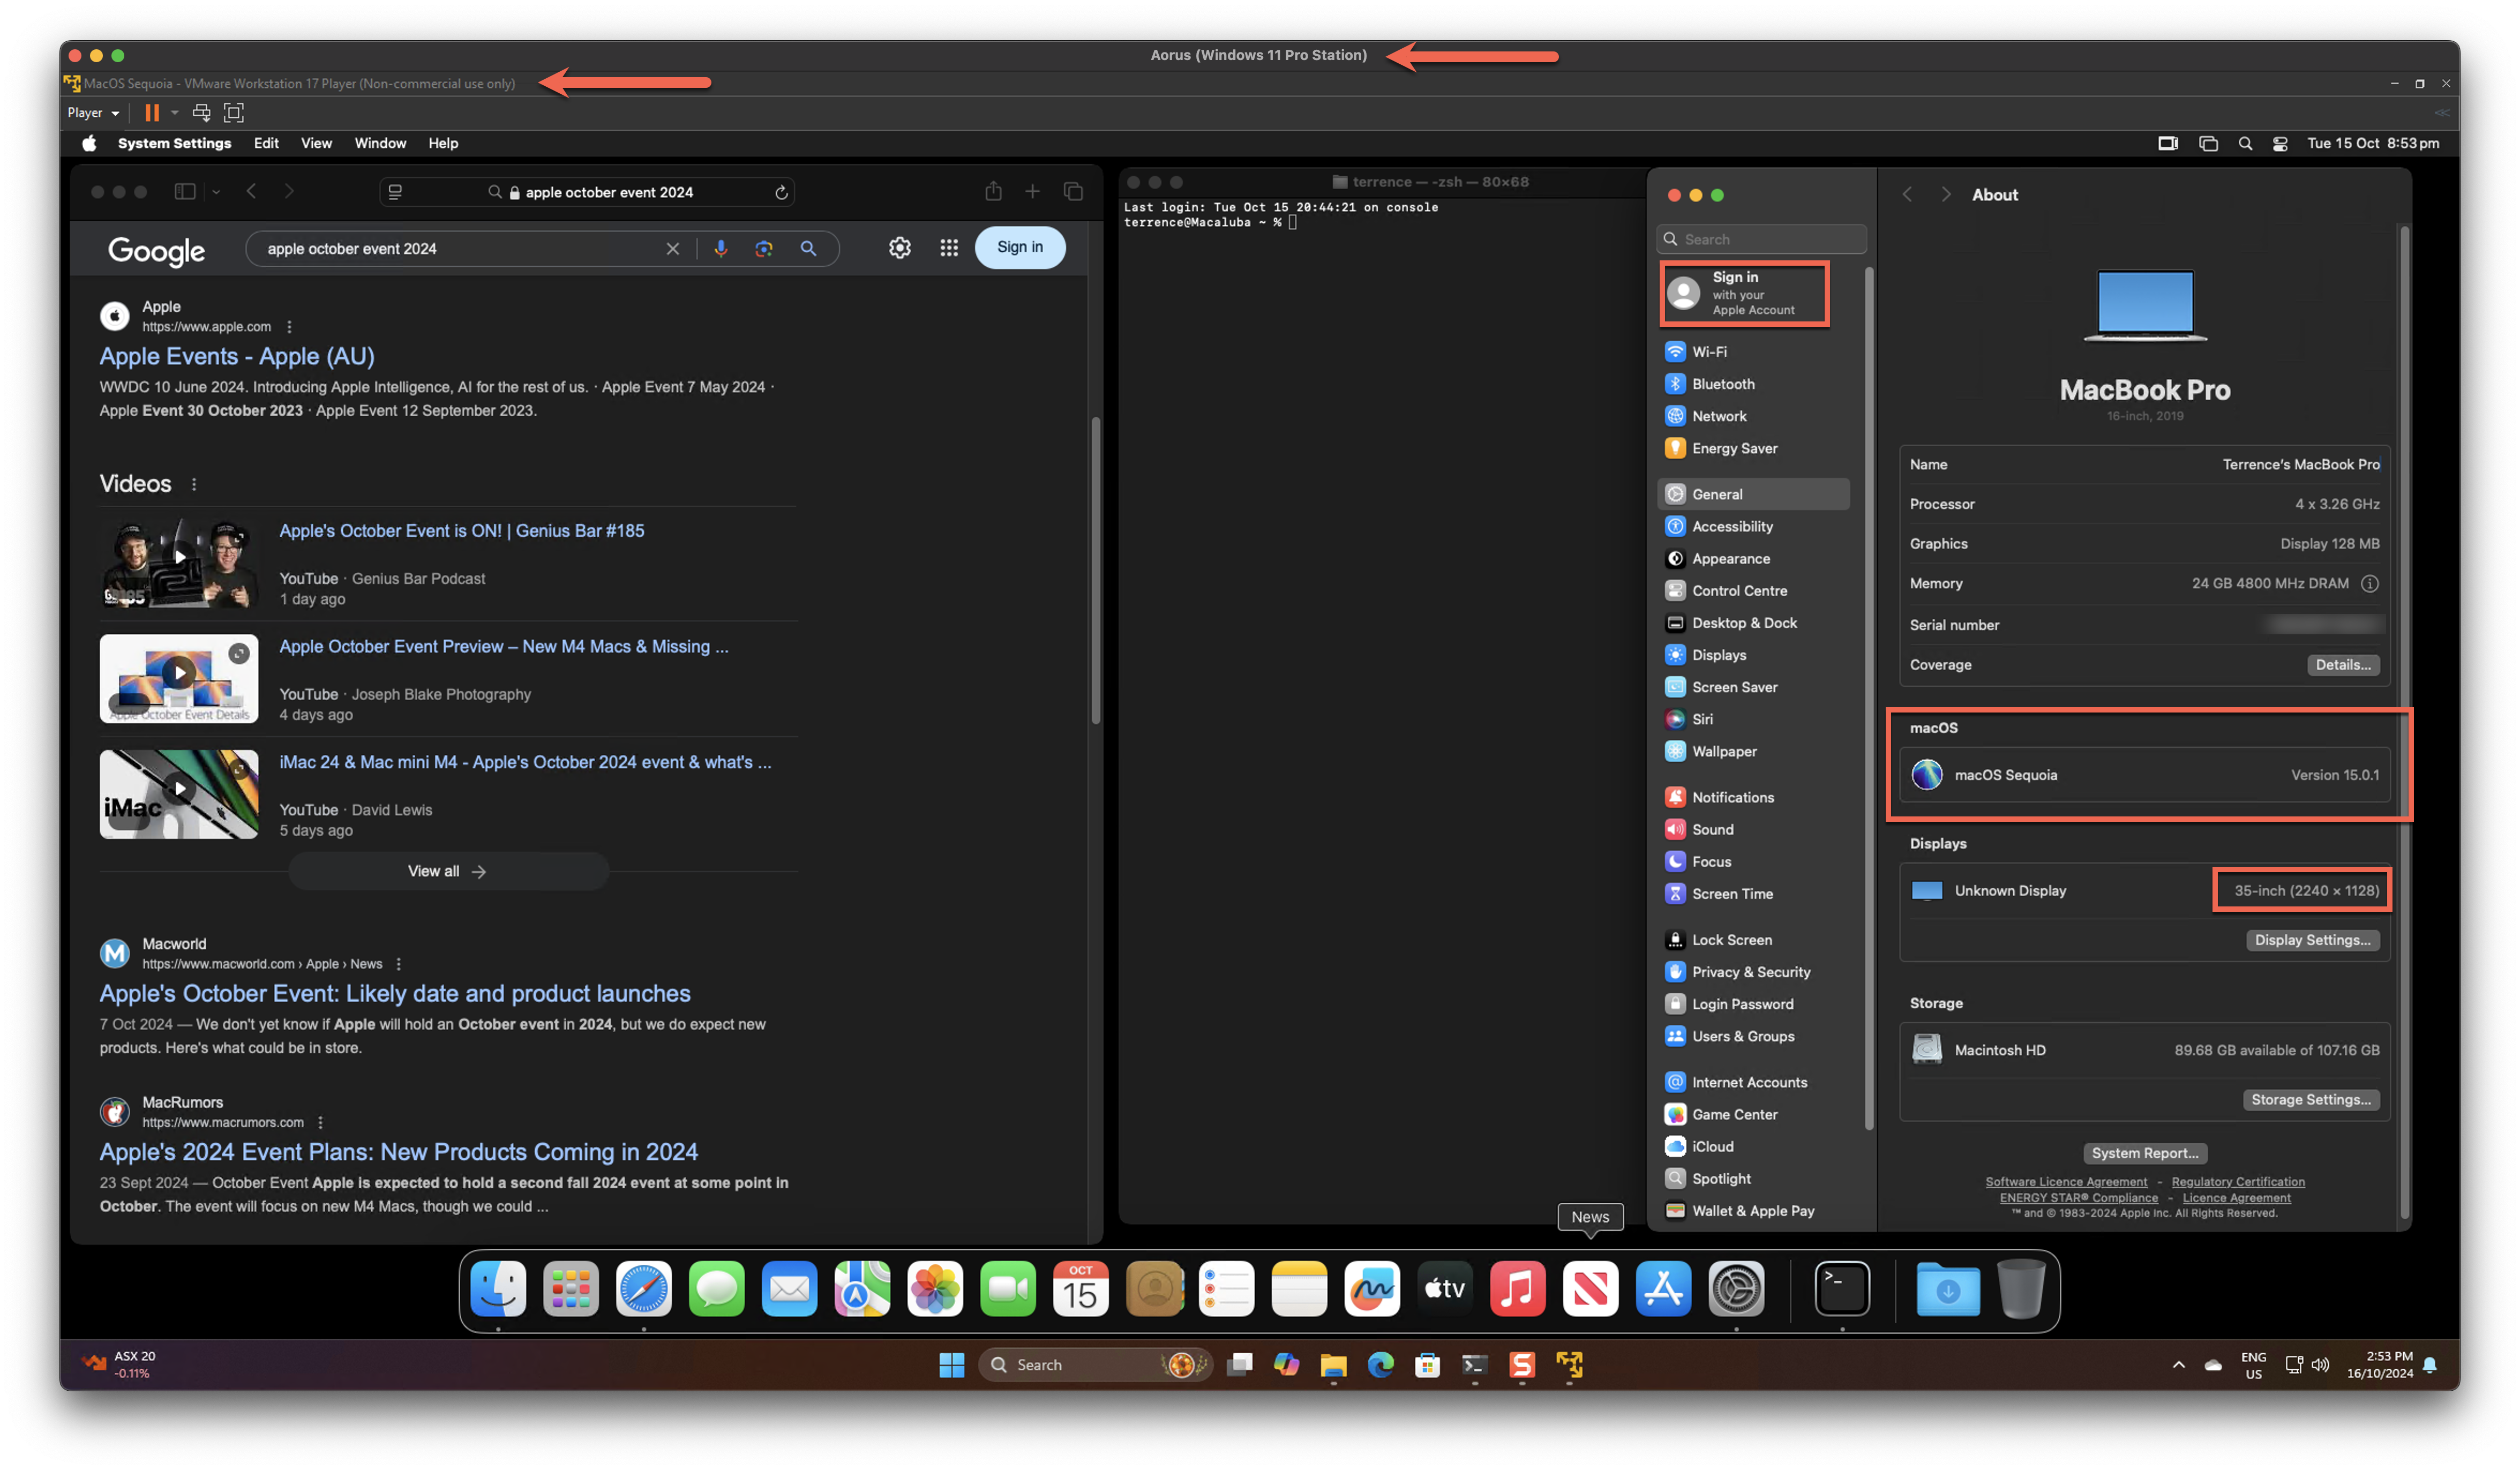 Aorus (Windows 11 Pro Station)
MacOS Sequoia - VMware Workstation 17 Player (Non-commercial use only)
Player
System Settings Edit View Window Help
Tue 15 Oct 8:53 pm
apple october event 2024
Google
apple october event 2024
Sign in
Apple
https://www.apple.com
Apple Events - Apple (AU)
WWDC 10 June 2024. Introducing Apple Intelligence, AI for the rest of us. · Apple Event 7 May 2024 ·
Apple Event 30 October 2023 · Apple Event 12 September 2023.
Videos
Apple's October Event is ON! | Genius Bar #185
YouTube · Genius Bar Podcast
1 day ago
Apple October Event Preview – New M4 Macs & Missing ...
YouTube · Joseph Blake Photography
4 days ago
Apple October Event Details
iMac 24 & Mac mini M4 - Apple's October 2024 event & what's ...
iMac
YouTube · David Lewis
5 days ago
View all
Macworld
https://www.macworld.com › Apple › News
Apple's October Event: Likely date and product launches
7 Oct 2024 — We don't yet know if Apple will hold an October event in 2024, but we do expect new
products. Here's what could be in store.
MacRumors
https://www.macrumors.com
Apple's 2024 Event Plans: New Products Coming in 2024
23 Sept 2024 — October Event Apple is expected to hold a second fall 2024 event at some point in
October. The event will focus on new M4 Macs, though we could ...
terrence — -zsh — 80×68
Last login: Tue Oct 15 20:44:21 on console
terrence@Macaluba ~ %
Search
Sign in
with your
Apple Account
Wi-Fi
Bluetooth
Network
Energy Saver
General
Accessibility
Appearance
Control Centre
Desktop & Dock
Displays
Screen Saver
Siri
Wallpaper
Notifications
Sound
Focus
Screen Time
Lock Screen
Privacy & Security
Login Password
Users & Groups
Internet Accounts
Game Center
iCloud
Spotlight
Wallet & Apple Pay
About
MacBook Pro
16-inch, 2019
Name Terrence's MacBook Pro
Processor 4 x 3.26 GHz
Graphics Display 128 MB
Memory 24 GB 4800 MHz DRAM
Serial number
Coverage Details...
macOS
macOS Sequoia Version 15.0.1
Displays
Unknown Display 35-inch (2240 × 1128)
Display Settings...
Storage
Macintosh HD 89.68 GB available of 107.16 GB
Storage Settings...
System Report...
Software Licence Agreement - Regulatory Certification
ENERGY STAR® Compliance - Licence Agreement
™ and © 1983-2024 Apple Inc. All Rights Reserved.
News
OCT
15
tv
ASX 20
-0.11%
Search
ENG
US
2:53 PM
16/10/2024